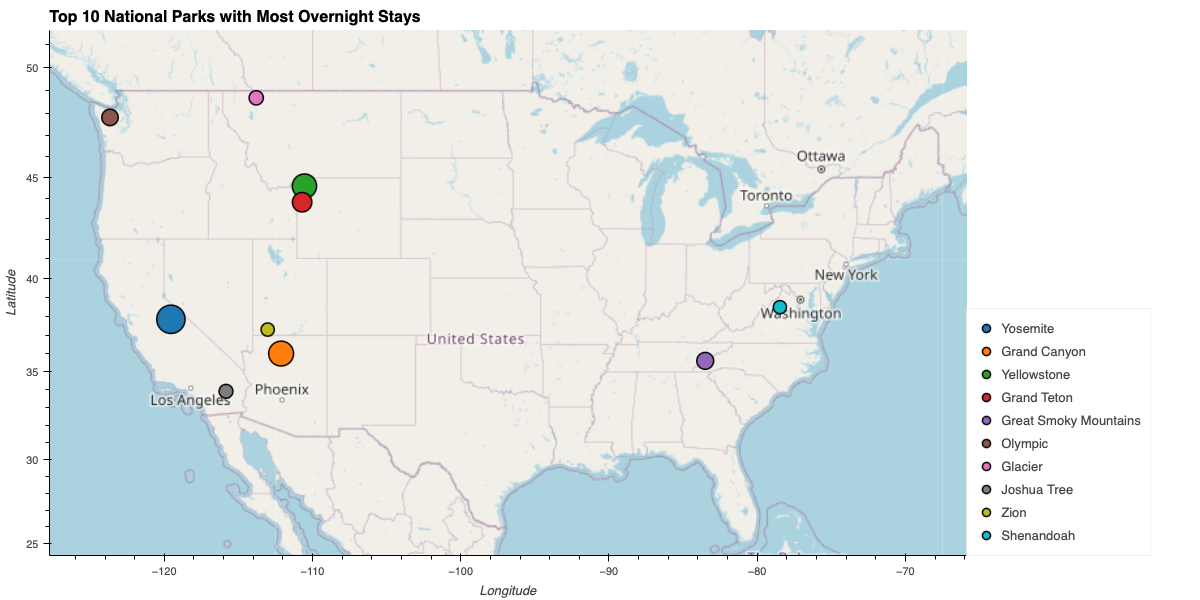 Top 10 National Parks with Most Overnight Stays
50
45
40
35
30
25
Latitude
Ottawa
Toronto
New York
Washington
United States
Phoenix
Los Angeles
−120
−110
−100
−90
−80
−70
Longitude
Yosemite
Grand Canyon
Yellowstone
Grand Teton
Great Smoky Mountains
Olympic
Glacier
Joshua Tree
Zion
Shenandoah